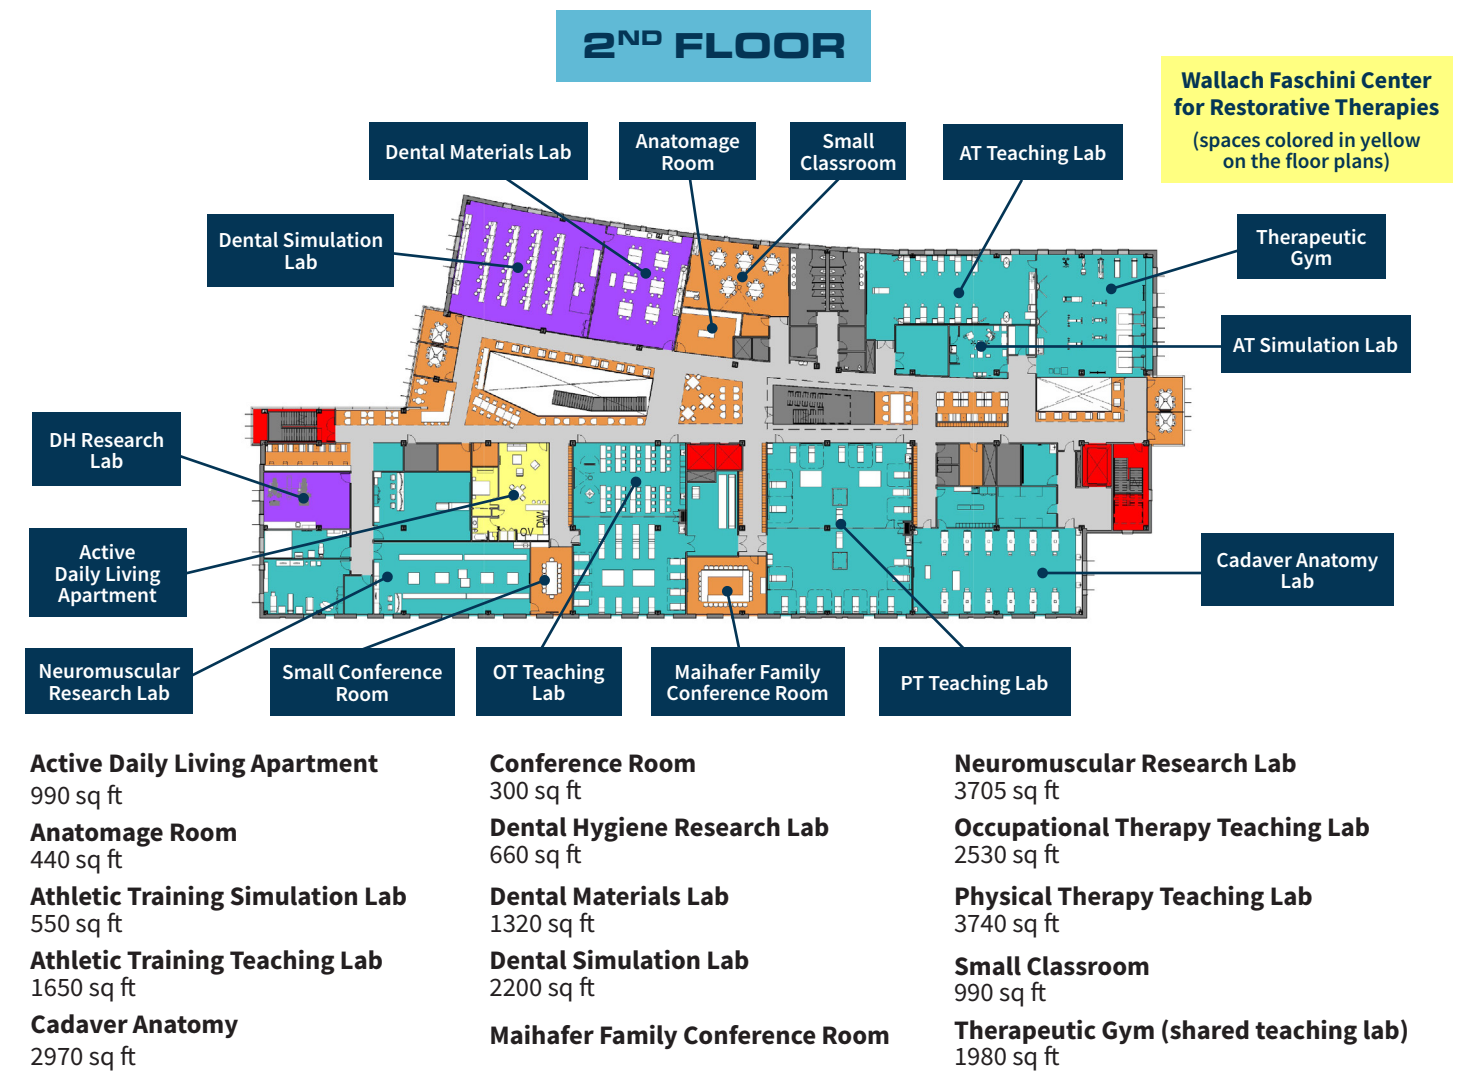 2ND FLOOR
Wallach Faschini Center
for Restorative Therapies
(spaces colored in yellow
on the floor plans)
Dental Materials Lab
Anatomage
Room
Small
Classroom
AT Teaching Lab
Dental Simulation
Lab
Therapeutic
Gym
AT Simulation Lab
DH Research
Lab
Active
Daily Living
Apartment
DW
OV
Cadaver Anatomy
Lab
Neuromuscular
Research Lab
Small Conference
Room
OT Teaching
Lab
Maihafer Family
Conference Room
PT Teaching Lab
Active Daily Living Apartment
990 sq ft
Anatomage Room
440 sq ft
Athletic Training Simulation Lab
550 sq ft
Athletic Training Teaching Lab
1650 sq ft
Cadaver Anatomy
2970 sq ft
Conference Room
300 sq ft
Dental Hygiene Research Lab
660 sq ft
Dental Materials Lab
1320 sq ft
Dental Simulation Lab
2200 sq ft
Maihafer Family Conference Room
Neuromuscular Research Lab
3705 sq ft
Occupational Therapy Teaching Lab
2530 sq ft
Physical Therapy Teaching Lab
3740 sq ft
Small Classroom
990 sq ft
Therapeutic Gym (shared teaching lab)
1980 sq ft